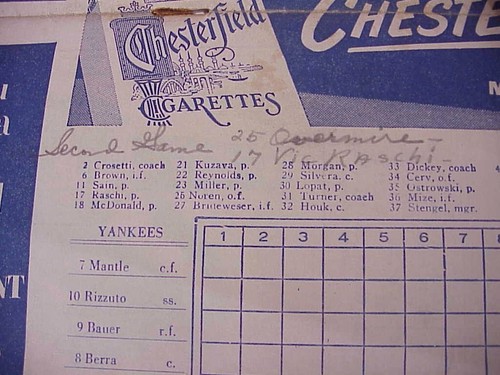 Chesterfield
CIGARETTES
CHESTE
M
a
Second Game 25 Overmire -
17 Vic Raschi -
2 Crosetti, coach 21 Kuzava, p. 28 Morgan, p. 33 Dickey, coach
6 Brown, i.f. 22 Reynolds, p. 29 Silvera, c. 34 Cerv, o.f.
11 Sain, p. 23 Miller, p. 30 Lopat, p. 35 Ostrowski, p.
17 Raschi, p. 26 Noren, o.f. 31 Turner, coach 36 Mize, i.f.
18 McDonald, p. 27 Brideweser, i.f. 32 Houk, c. 37 Stengel, mgr.
4
YANKEES 1 2 3 4 5 6 7 8
7 Mantle c.f.
10 Rizzuto ss.
NT
9 Bauer r.f.
8 Berra c.